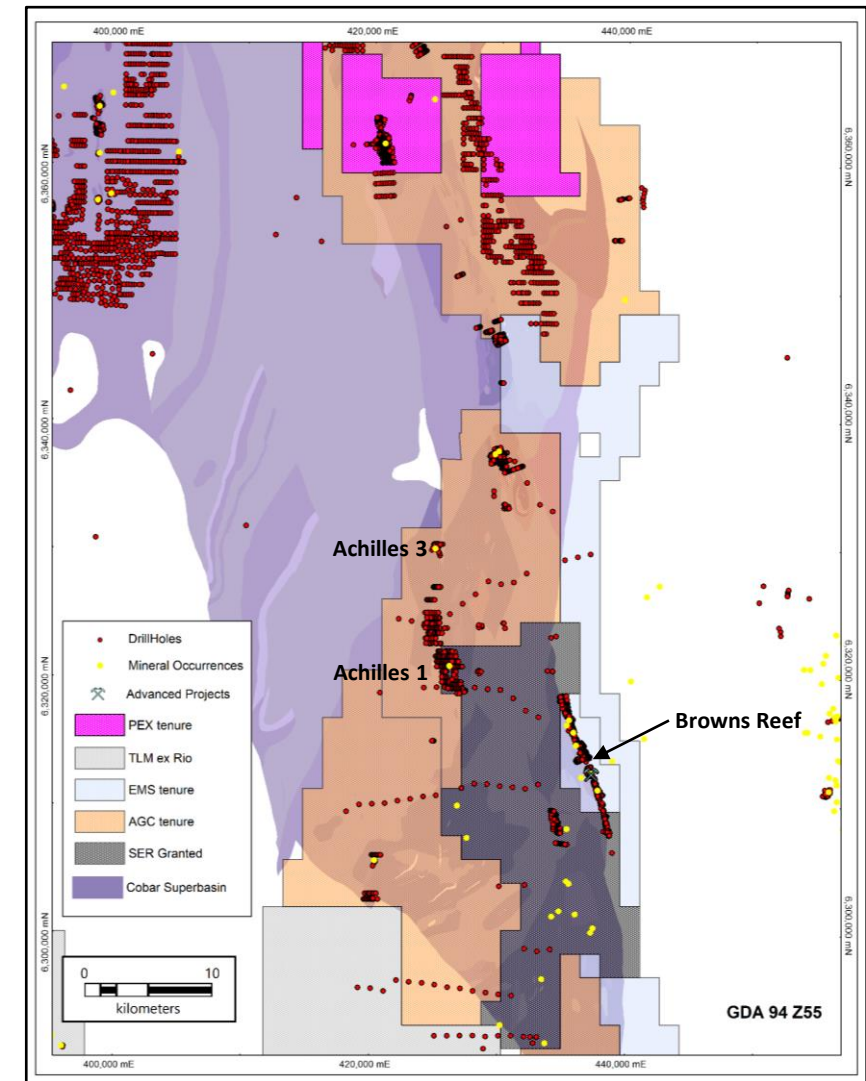 400,000 mE
420,000 mE
440,000 mE
6,360,000 mN
6,360,000 mN
6,340,000 mN
6,340,000 mN
Achilles 3
Achilles 1
6,320,000 mN
6,320,000 mN
Browns Reef
DrillHoles
Mineral Occurrences
Advanced Projects
PEX tenure
TLM ex Rio
EMS tenure
AGC tenure
SER Granted
Cobar Superbasin
6,300,000 mN
6,300,000 mN
0 10
kilometers
GDA 94 Z55
400,000 mE
420,000 mE
440,000 mE